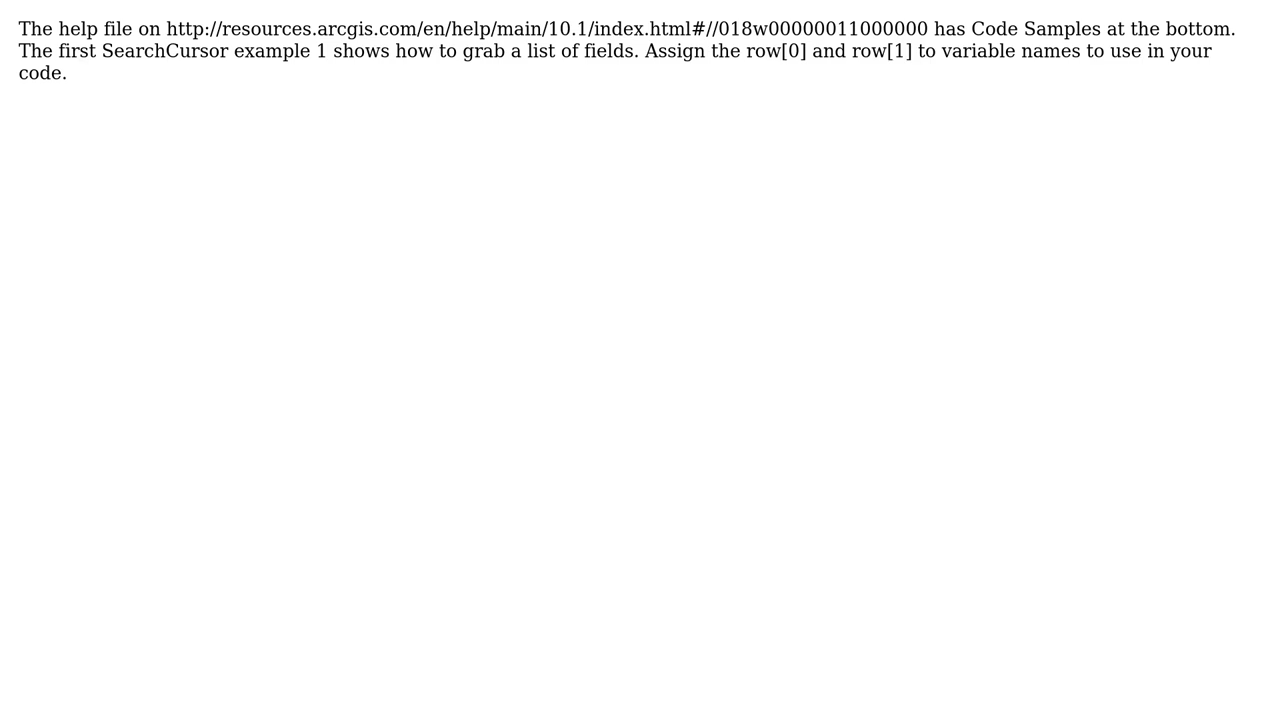 The help file on http://resources.arcgis.com/en/help/main/10.1/index.html#//018w00000011000000 has Code Samples at the bottom.
The first SearchCursor example 1 shows how to grab a list of fields. Assign the row[0] and row[1] to variable names to use in your
code.